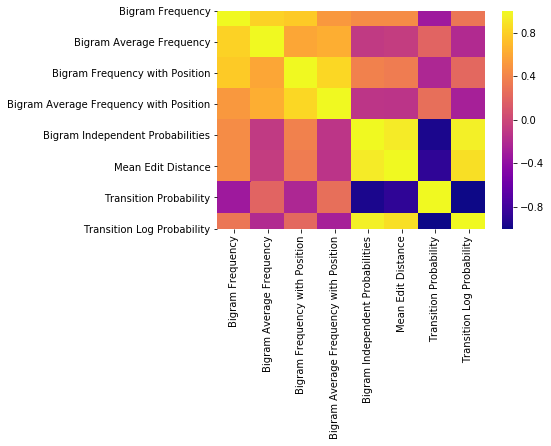 Bigram Frequency
Bigram Average Frequency
Bigram Frequency with Position
Bigram Average Frequency with Position
Bigram Independent Probabilities
Mean Edit Distance
Transition Probability
Transition Log Probability
Bigram Frequency
Bigram Average Frequency
Bigram Frequency with Position
Bigram Average Frequency with Position
Bigram Independent Probabilities
Mean Edit Distance
Transition Probability
Transition Log Probability
0.8
0.4
0.0
−0.4
−0.8